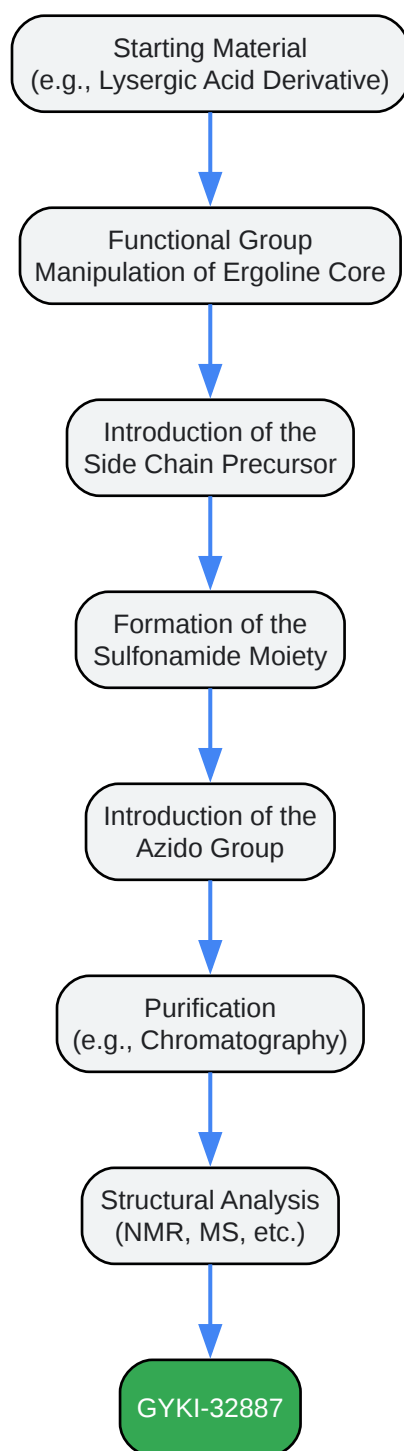 Starting Material
(e.g., Lysergic Acid Derivative)
Functional Group
Manipulation of Ergoline Core
Introduction of the
Side Chain Precursor
Formation of the
Sulfonamide Moiety
Introduction of the
Azido Group
Purification
(e.g., Chromatography)
Structural Analysis
(NMR, MS, etc.)
GYKI-32887